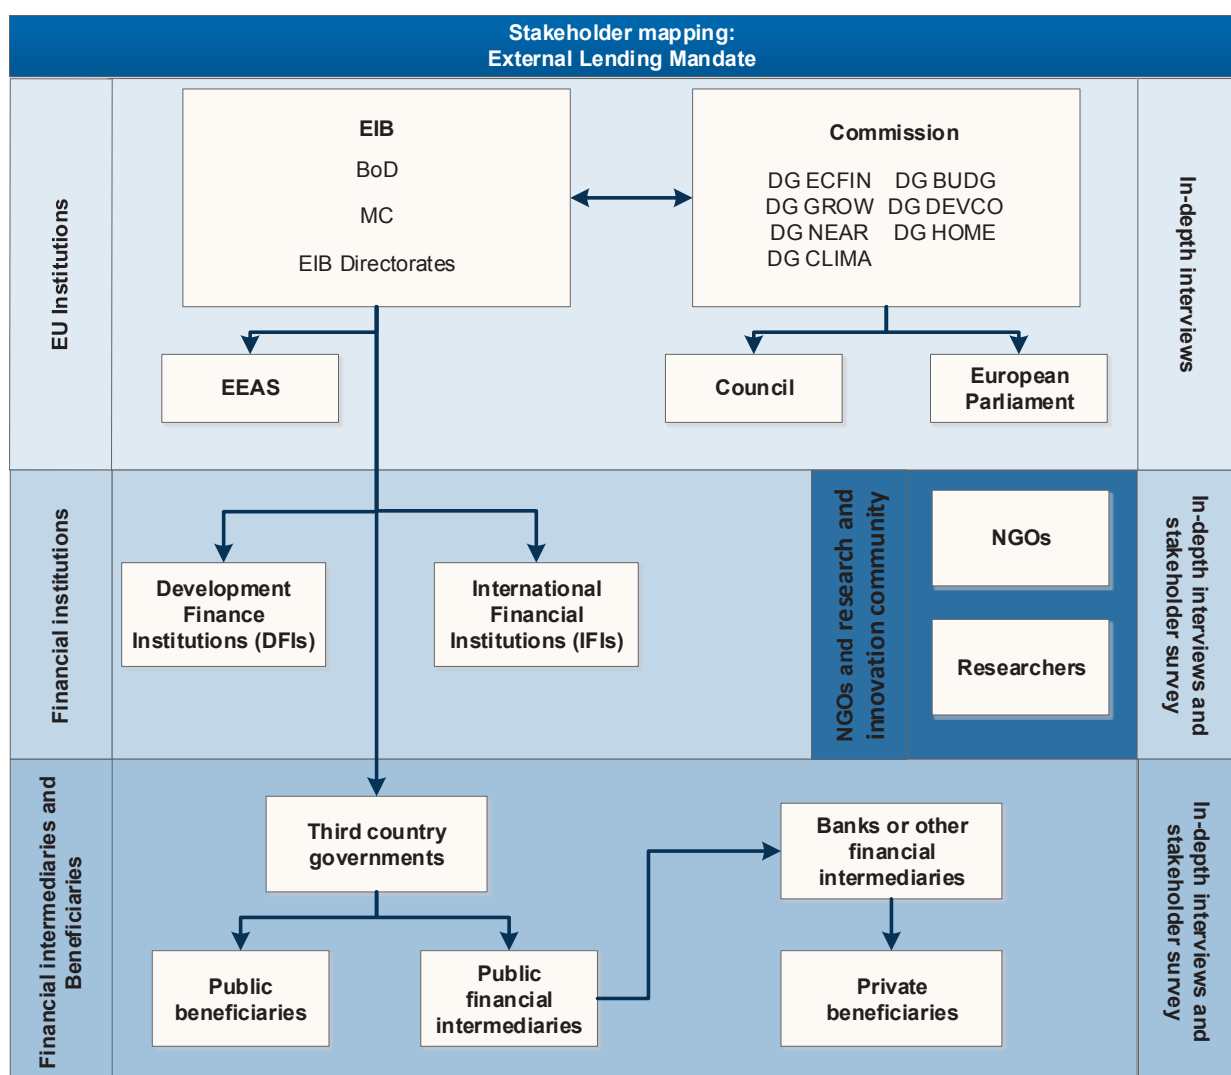 Stakeholder mapping:
External Lending Mandate
EU Institutions
EIB
BoD
MC
EIB Directorates
Commission
DG ECFIN DG BUDG
DG GROW DG DEVCO
DG NEAR DG HOME
DG CLIMA
EEAS
Council
European
Parliament
In-depth interviews
Financial institutions
Development
Finance
Institutions (DFIs)
International
Financial
Institutions (IFIs)
NGOs and research and
innovation community
NGOs
Researchers
In-depth interviews and
stakeholder survey
Financial intermediaries and
Beneficiaries
Third country
governments
Banks or other
financial
intermediaries
Public
beneficiaries
Public
financial
intermediaries
Private
beneficiaries
In-depth interviews and
stakeholder survey